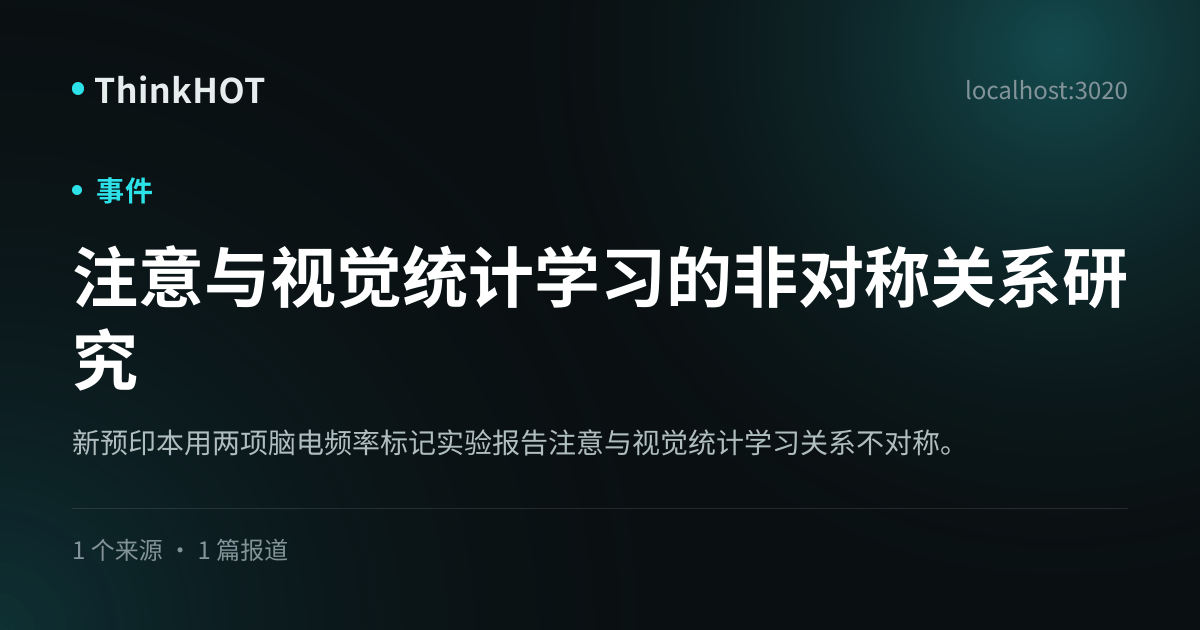 ThinkHOT
localhost:3020
事件
注意与视觉统计学习的非对称关系研
究
新预印本用两项脑电频率标记实验报告注意与视觉统计学习关系不对称。
1 个来源 · 1 篇报道